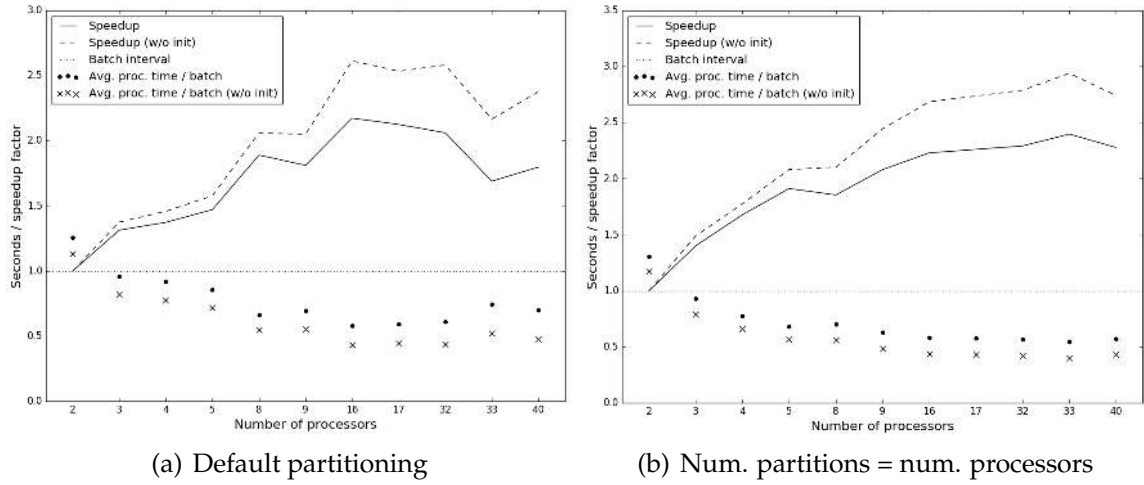 3.0
2.5
2.0
1.5
1.0
0.5
0.0
Seconds / speedup factor
Speedup
Speedup (w/o init)
Batch interval
Avg. proc. time / batch
Avg. proc. time / batch (w/o init)
2 3 4 5 8 9 16 17 32 33 40
Number of processors
(a) Default partitioning
3.5
3.0
2.5
2.0
1.5
1.0
0.5
0.0
Seconds / speedup factor
Speedup
Speedup (w/o init)
Batch interval
Avg. proc. time / batch
Avg. proc. time / batch (w/o init)
2 3 4 5 8 9 16 17 32 33 40
Number of processors
(b) Num. partitions = num. processors